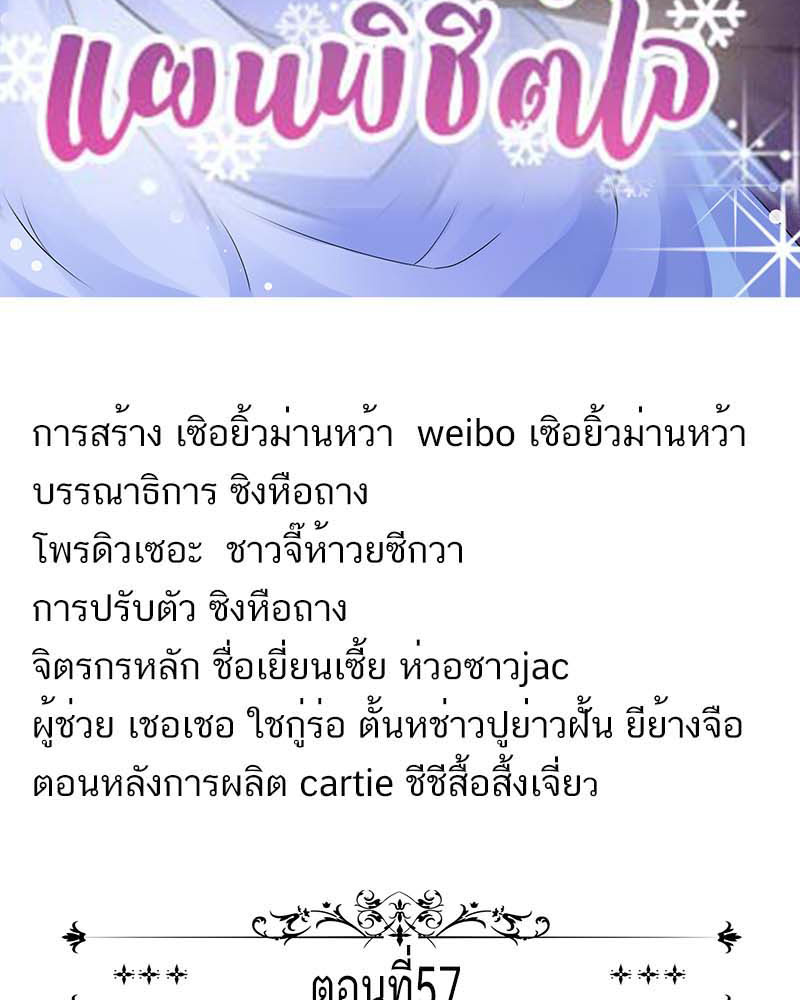 แผนพิชิตใจ
การสร้าง เซิอยิ้วม่านหว้า weibo เซิอยิ้วม่านหว้า
บรรณาธิการ ซิงหือถาง
โพรดิวเซอะ ชาวจี๊ห้าวยซีกวา
การปรับตัว ซิงหือถาง
จิตรกรหลัก ชื่อเยี่ยนเซี้ย ห่วอซาวjac
ผู้ช่วย เชอเชอ ใชกู่ร่อ ตั้นหช่าวปูย่าวฝั้น ยีย้างจือ
ตอนหลังการผลิต cartie ชีชีสื้อสื้งเจี่ยว
ตอนที่57